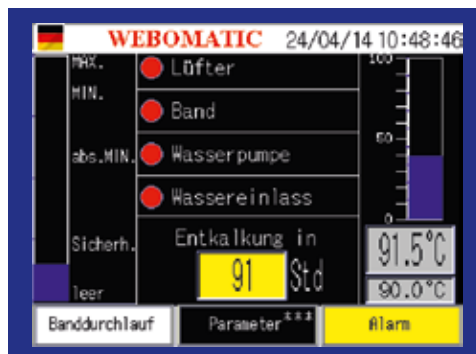 WEBOMATIC 24/04/14 10:48:46
MAX.
MIN.
abs.MIN.
Sicherh.
leer
Lüfter
Band
Wasserpumpe
Wassereinlass
Entkalkung in
91 Std
100
50
0
91.5°C
90.0°C
Banddurchlauf
Parameter***
Alarm